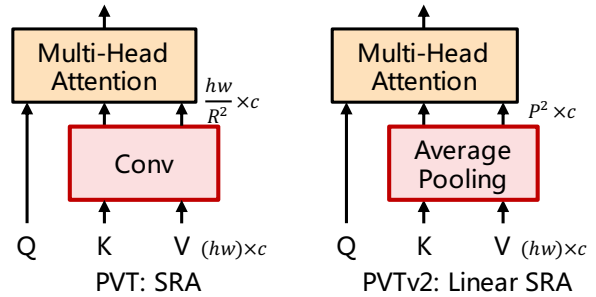 Multi-Head
Attention
hw/R² × c
Conv
Q K V (hw)×c
PVT: SRA
Multi-Head
Attention
P² × c
Average
Pooling
Q K V (hw)×c
PVTv2: Linear SRA